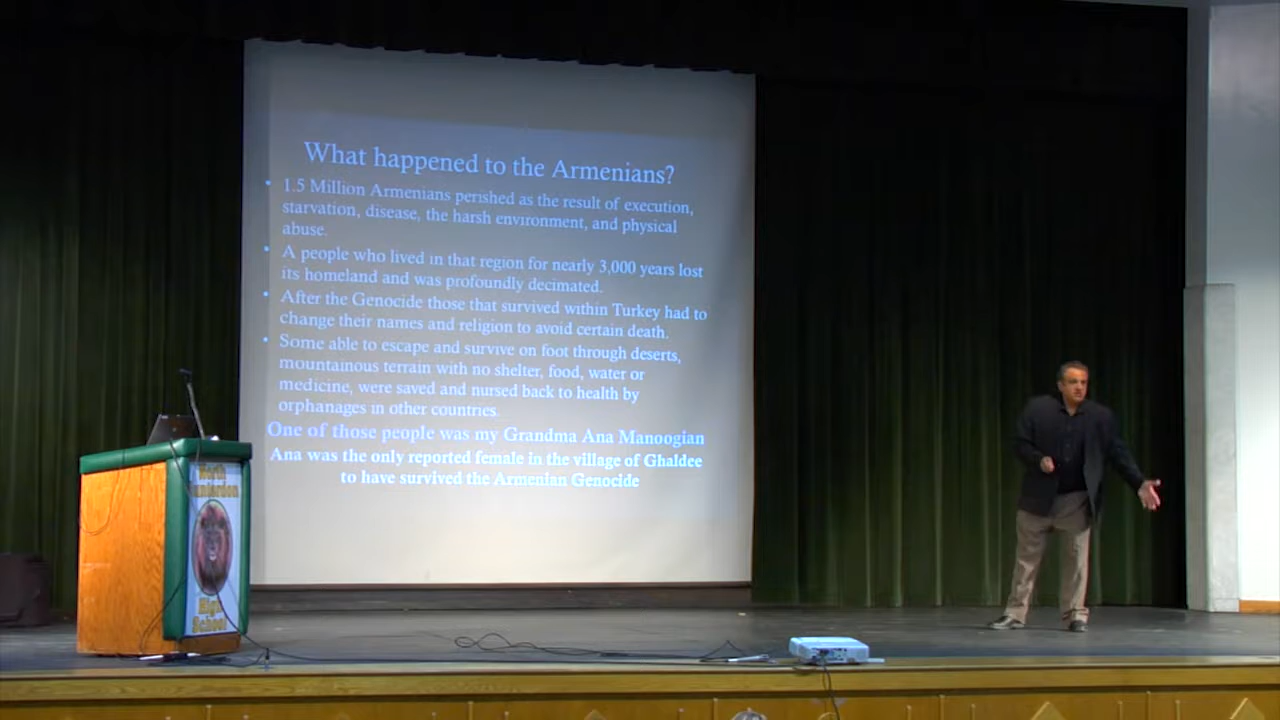 What happened to the Armenians?
• 1.5 Million Armenians perished as the result of execution,
starvation, disease, the harsh environment, and physical
abuse.
• A people who lived in that region for nearly 3,000 years lost
its homeland and was profoundly decimated.
• After the Genocide those that survived within Turkey had to
change their names and religion to avoid certain death.
• Some able to escape and survive on foot through deserts,
mountainous terrain with no shelter, food, water or
medicine, were saved and nursed back to health by
orphanages in other countries.
One of those people was my Grandma Ana Manoogian
Ana was the only reported female in the village of Ghaldee
to have survived the Armenian Genocide
High
School